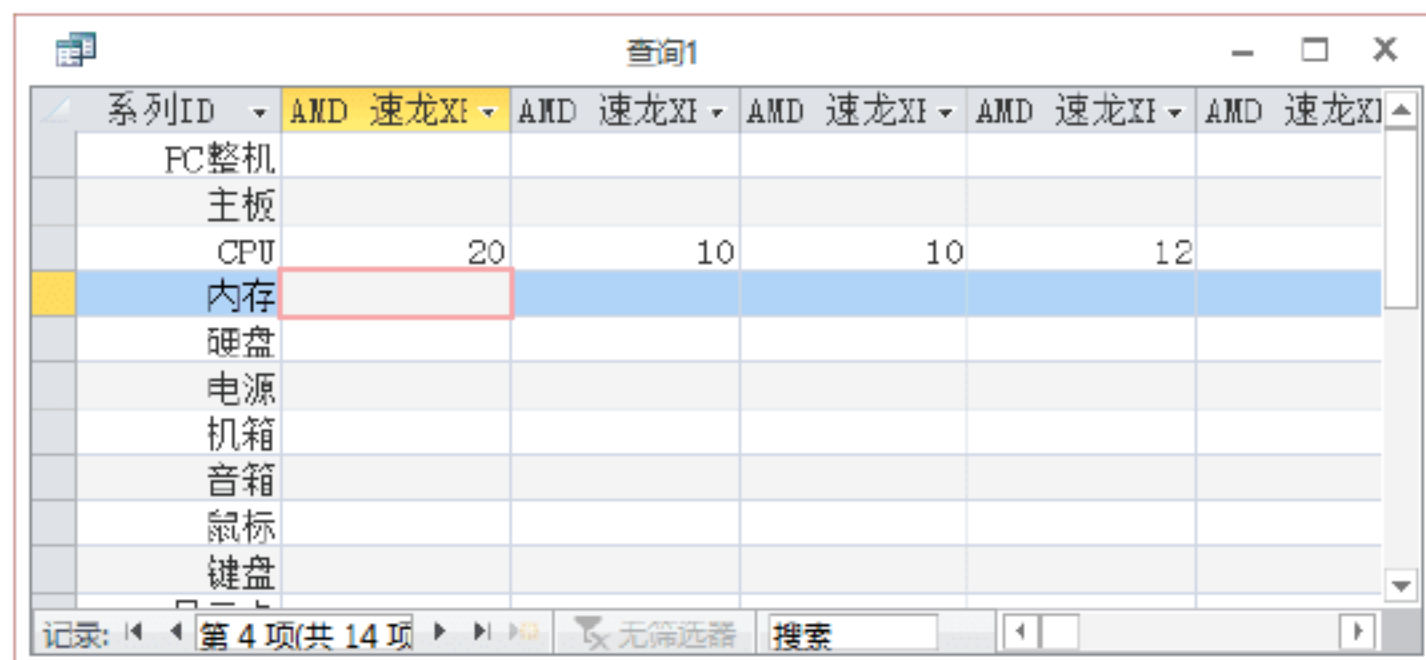 查询1
系列ID AMD 速龙XI AMD 速龙XI AMD 速龙XI AMD 速龙XI AMD 速龙XI
PC整机
主板
CPU 20 10 10 12
内存
硬盘
电源
机箱
音箱
鼠标
键盘
记录: 第 4 项(共 14 项 无筛选器 搜索